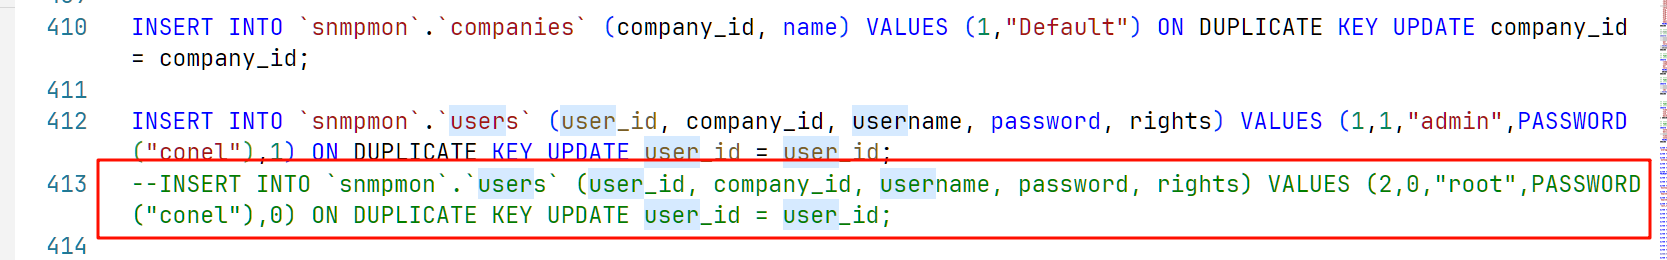 410 INSERT INTO `snmpmon`.`companies` (company_id, name) VALUES (1,"Default") ON DUPLICATE KEY UPDATE company_id
= company_id;
411
412 INSERT INTO `snmpmon`.`users` (user_id, company_id, username, password, rights) VALUES (1,1,"admin",PASSWORD
("conel"),1) ON DUPLICATE KEY UPDATE user_id = user_id;
413 --INSERT INTO `snmpmon`.`users` (user_id, company_id, username, password, rights) VALUES (2,0,"root",PASSWORD
("conel"),0) ON DUPLICATE KEY UPDATE user_id = user_id;
414